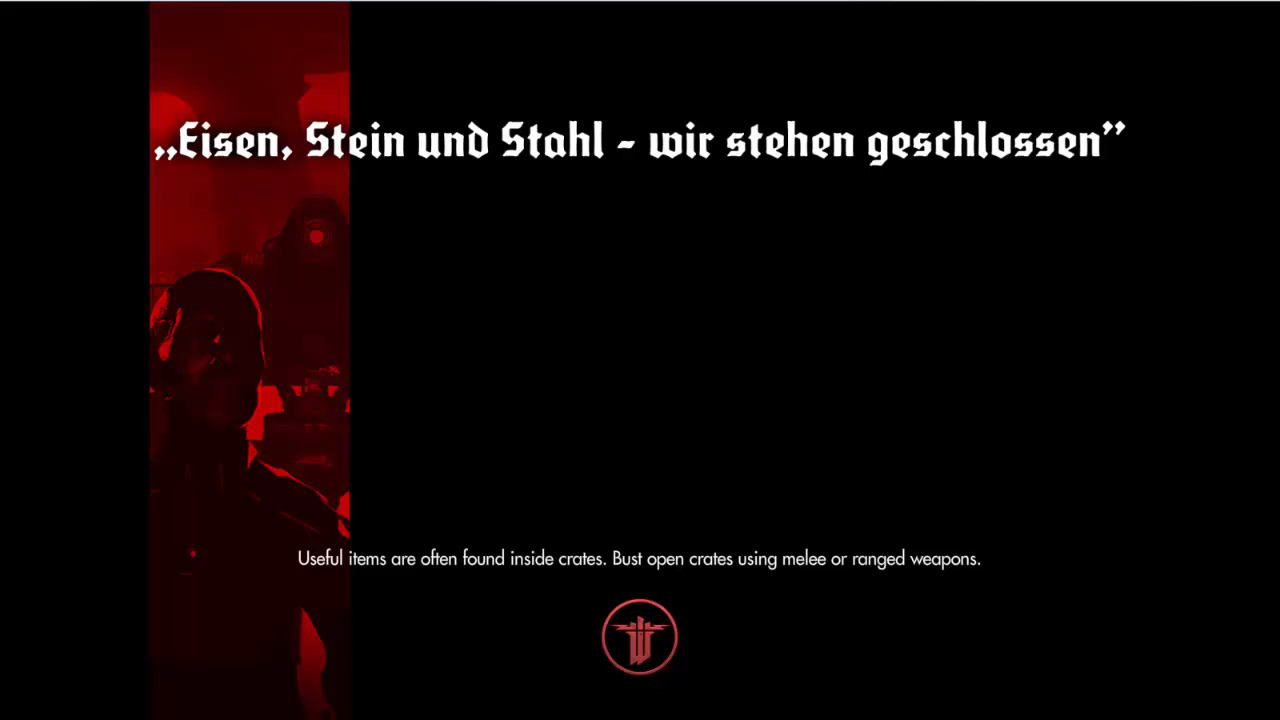 „Eisen, Stein und Stahl - wir stehen geschlossen”
Useful items are often found inside crates. Bust open crates using melee or ranged weapons.